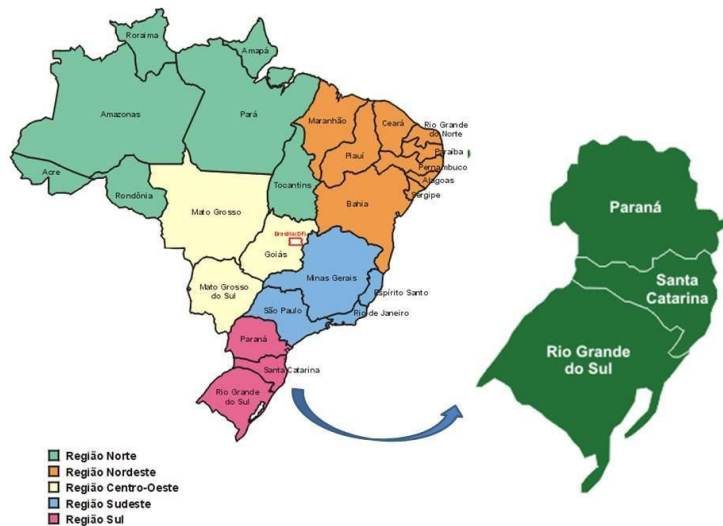 Roraima
Amapá
Amazonas
Pará
Maranhão
Ceará
Rio Grande
do Norte
Paraíba
Piauí
Pernambuco
Alagoas
Sergipe
Acre
Rondônia
Tocantins
Bahia
Mato Grosso
Brasília(DF)
Goiás
Minas Gerais
Mato Grosso
do Sul
Espírito Santo
São Paulo
Rio de Janeiro
Paraná
Santa Catarina
Rio Grande
do Sul
Paraná
Santa
Catarina
Rio Grande
do Sul
Região Norte
Região Nordeste
Região Centro-Oeste
Região Sudeste
Região Sul